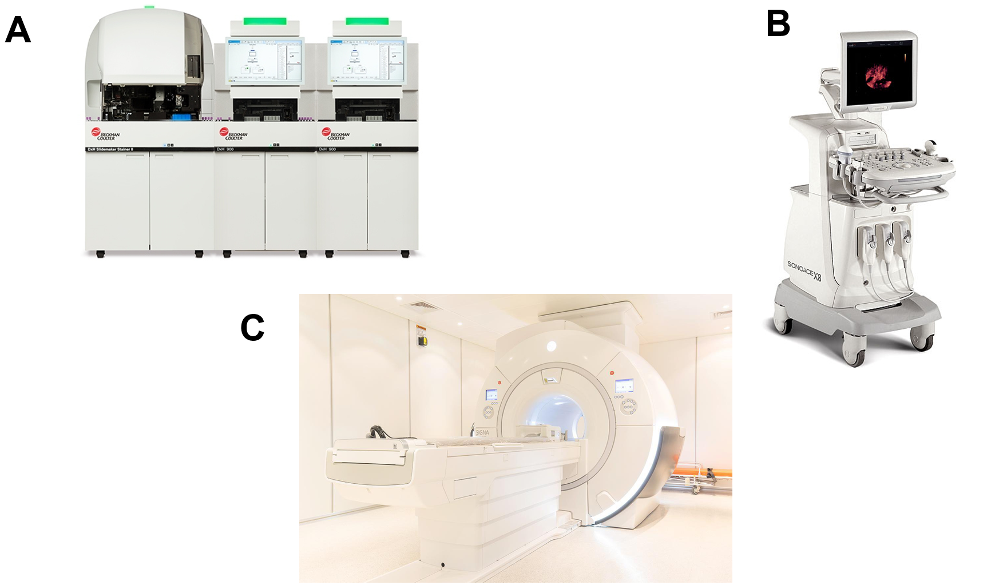 A
B
BECKMAN
COULTER
BECKMAN
COULTER
BECKMAN
COULTER
DxH Slidemaker Stainer II
DxH 900
DxH 900
SONOACE X8
C
SIGNA